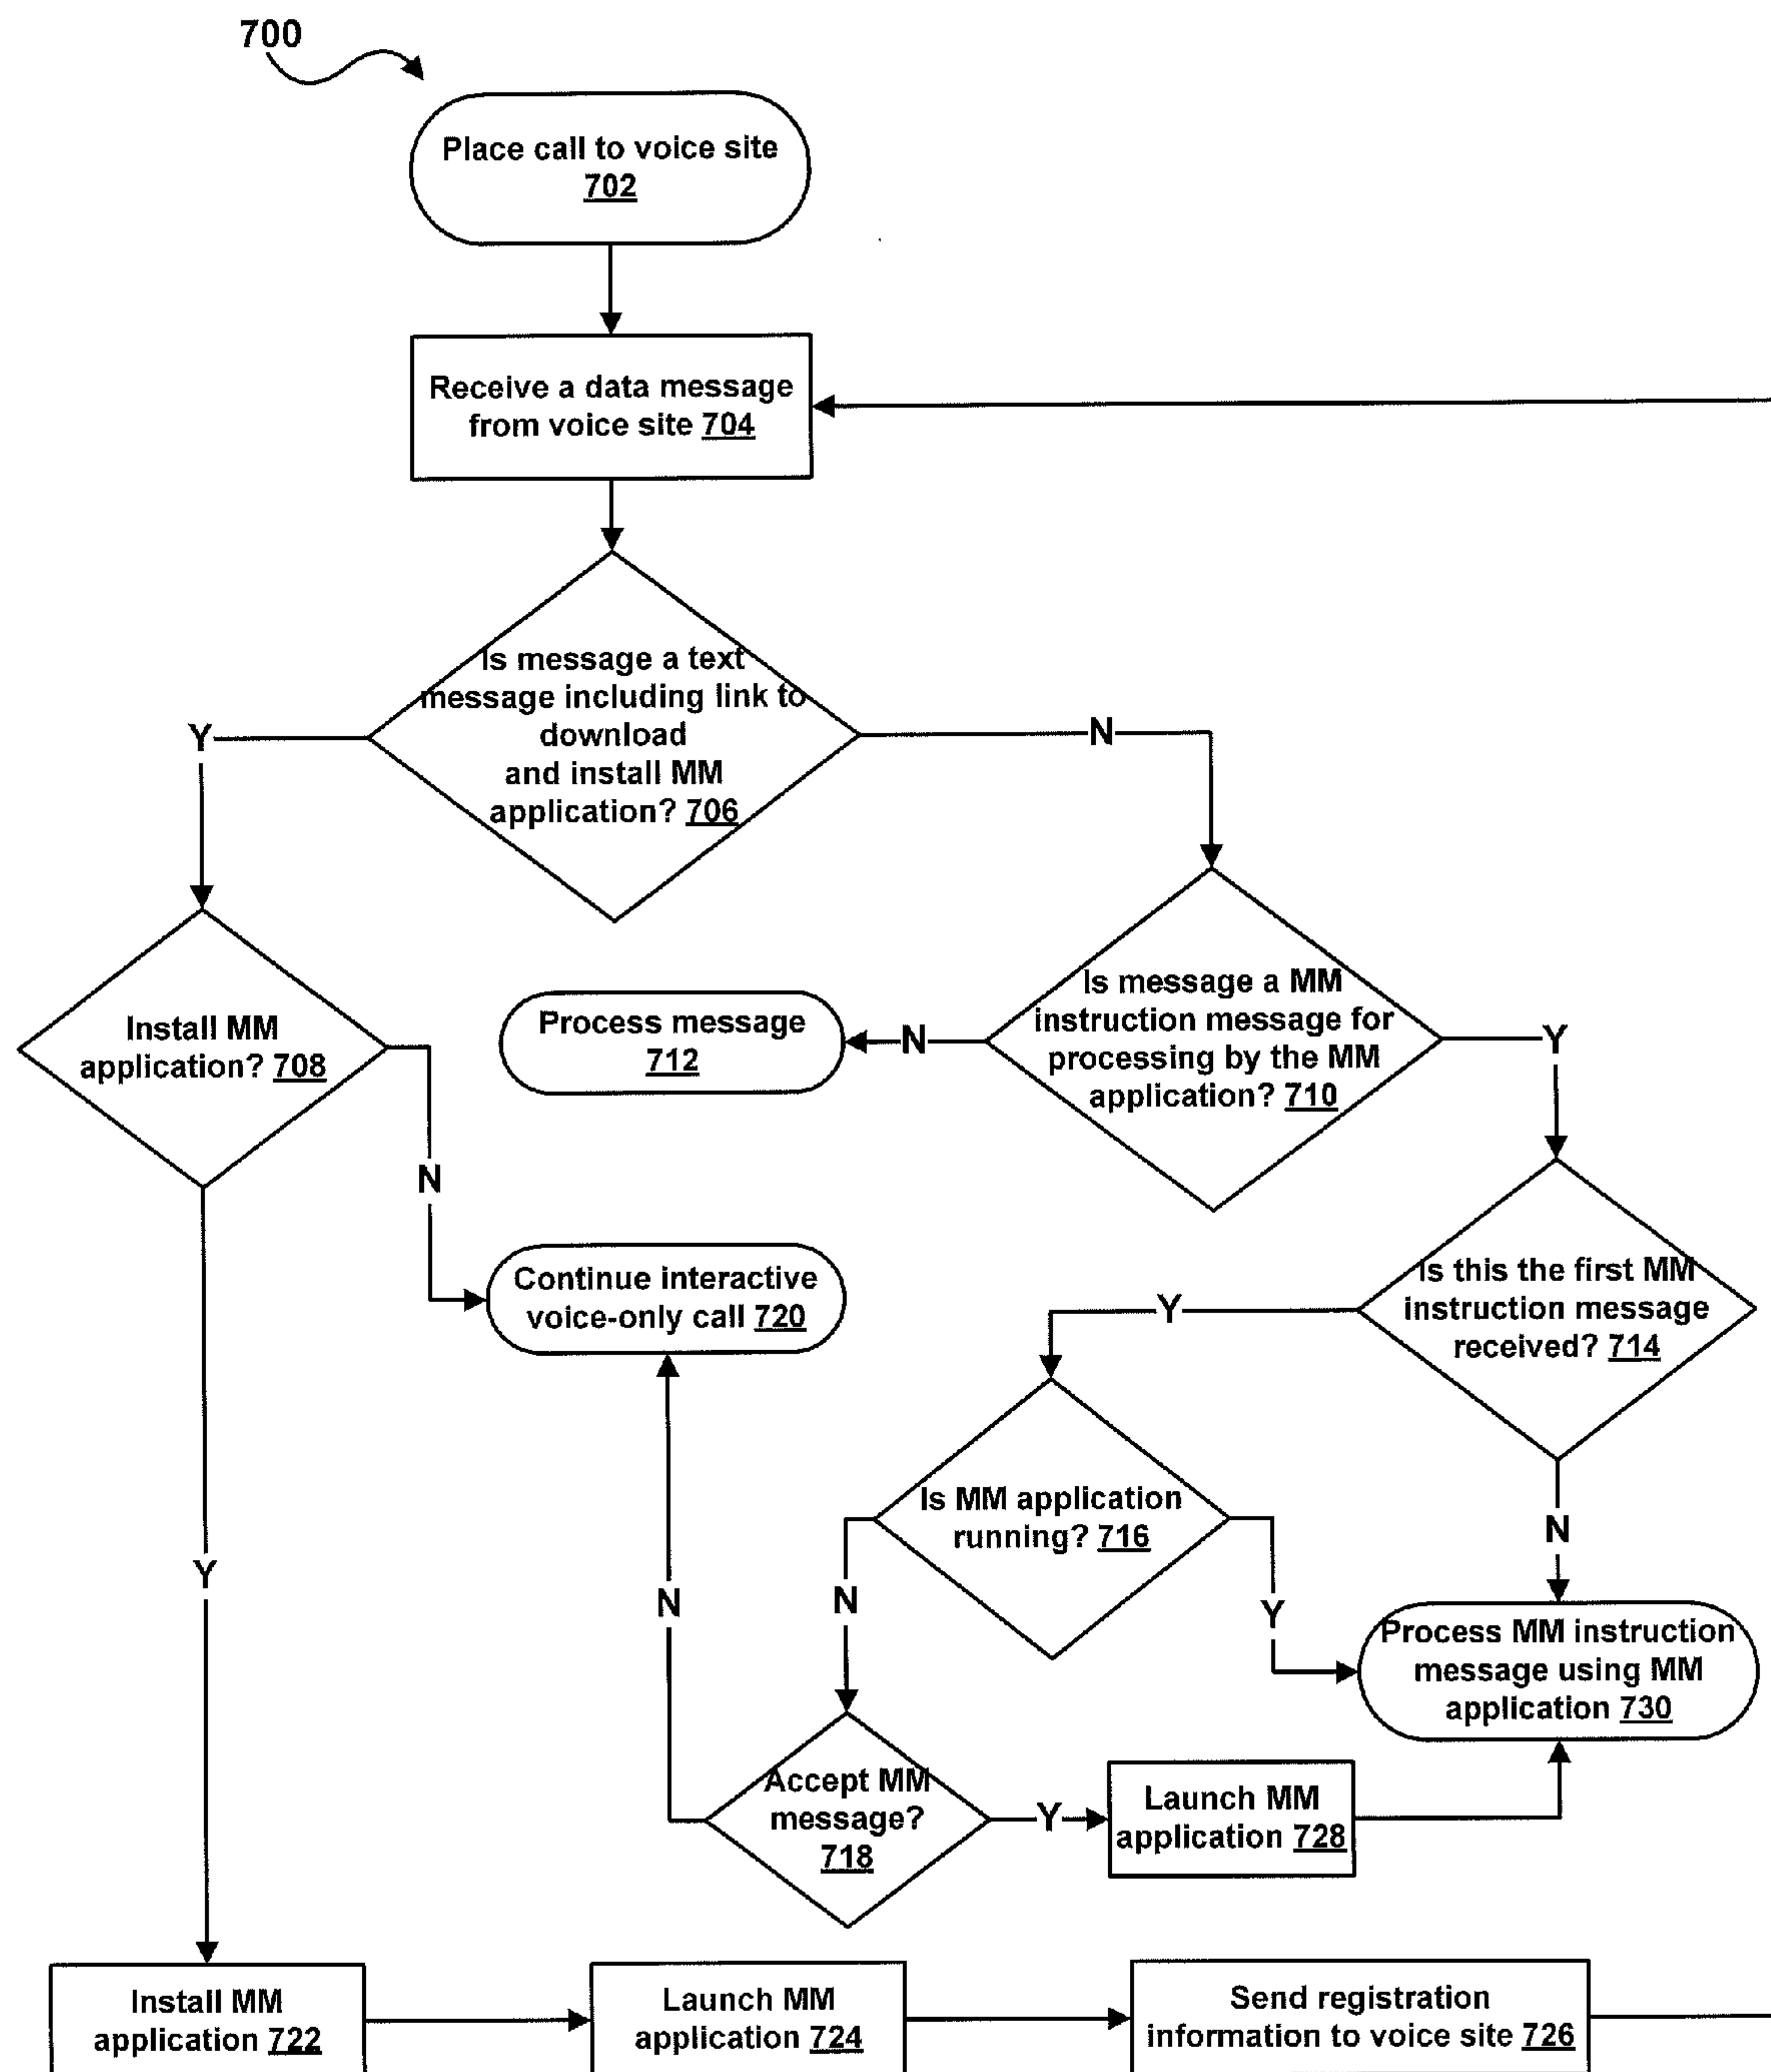 700
Place call to voice site
702
Receive a data message
from voice site 704
Is message a text
message including link to
download
and install MM
application? 706
Y
N
Install MM
application? 708
N
Y
Is message a MM
instruction message for
processing by the MM
application? 710
N
Y
Process message
712
Continue interactive
voice-only call 720
Is this the first MM
instruction message
received? 714
Y
N
Is MM application
running? 716
N
Y
Process MM instruction
message using MM
application 730
Accept MM
message?
718
N
Y
Launch MM
application 728
Install MM
application 722
Launch MM
application 724
Send registration
information to voice site 726